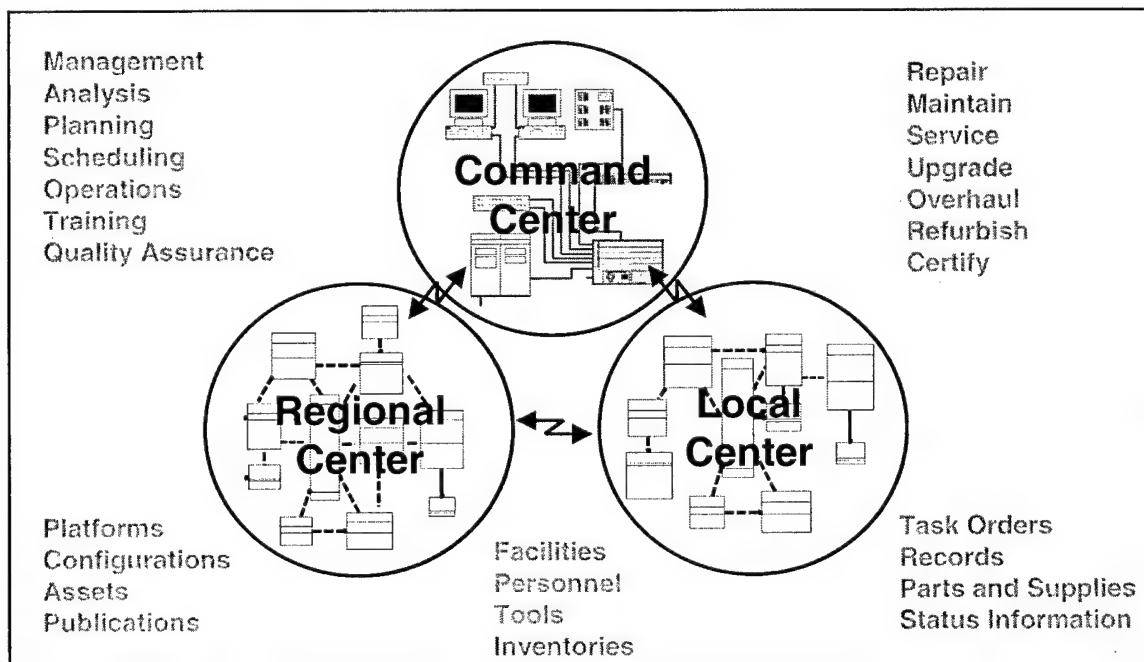 Management
Analysis
Planning
Scheduling
Operations
Training
Quality Assurance
Command
Center
Repair
Maintain
Service
Upgrade
Overhaul
Refurbish
Certify
Regional
Center
Local
Center
Platforms
Configurations
Assets
Publications
Facilities
Personnel
Tools
Inventories
Task Orders
Records
Parts and Supplies
Status Information